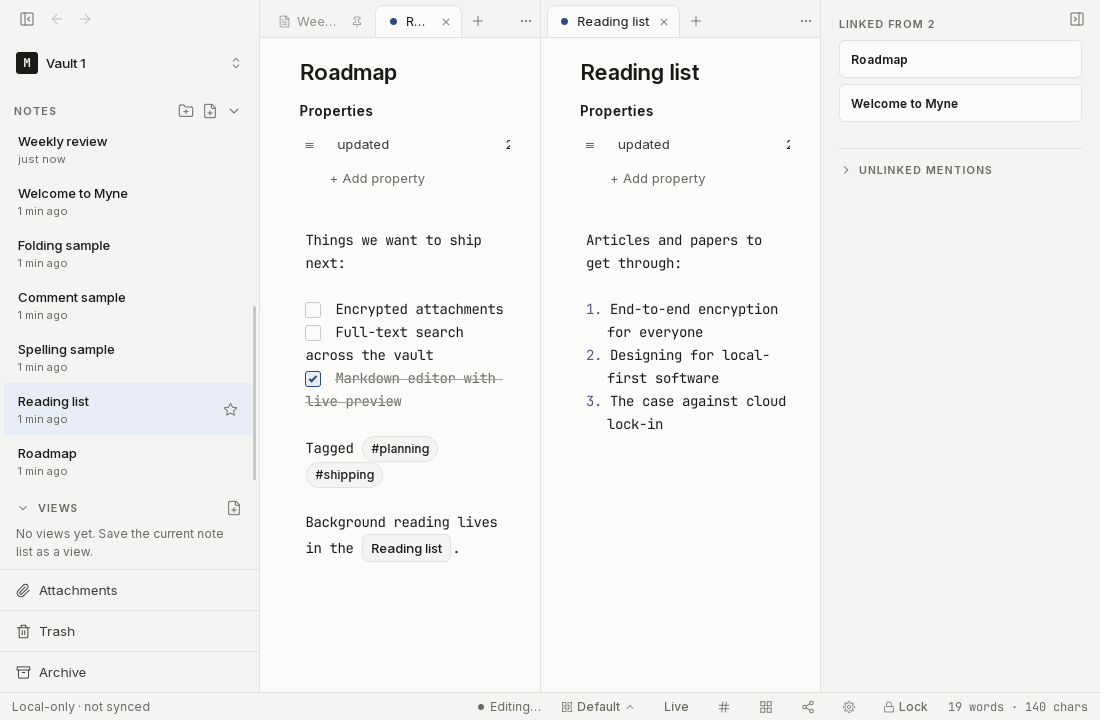 M Vault 1
NOTES
Weekly review
just now
Welcome to Myne
1 min ago
Folding sample
1 min ago
Comment sample
1 min ago
Spelling sample
1 min ago
Reading list
1 min ago
Roadmap
1 min ago
VIEWS
No views yet. Save the current note
list as a view.
Attachments
Trash
Archive
Local-only · not synced
Wee…
R…
Roadmap
Properties
updated
+ Add property
Things we want to ship
next:
Encrypted attachments
Full-text search
across the vault
Markdown editor with
live preview
Tagged #planning
#shipping
Background reading lives
in the Reading list .
Reading list
Reading list
Properties
updated
+ Add property
Articles and papers to
get through:
1. End-to-end encryption
for everyone
2. Designing for local-
first software
3. The case against cloud
lock-in
LINKED FROM 2
Roadmap
Welcome to Myne
UNLINKED MENTIONS
Editing…
Default
Live
Lock
19 words · 140 chars